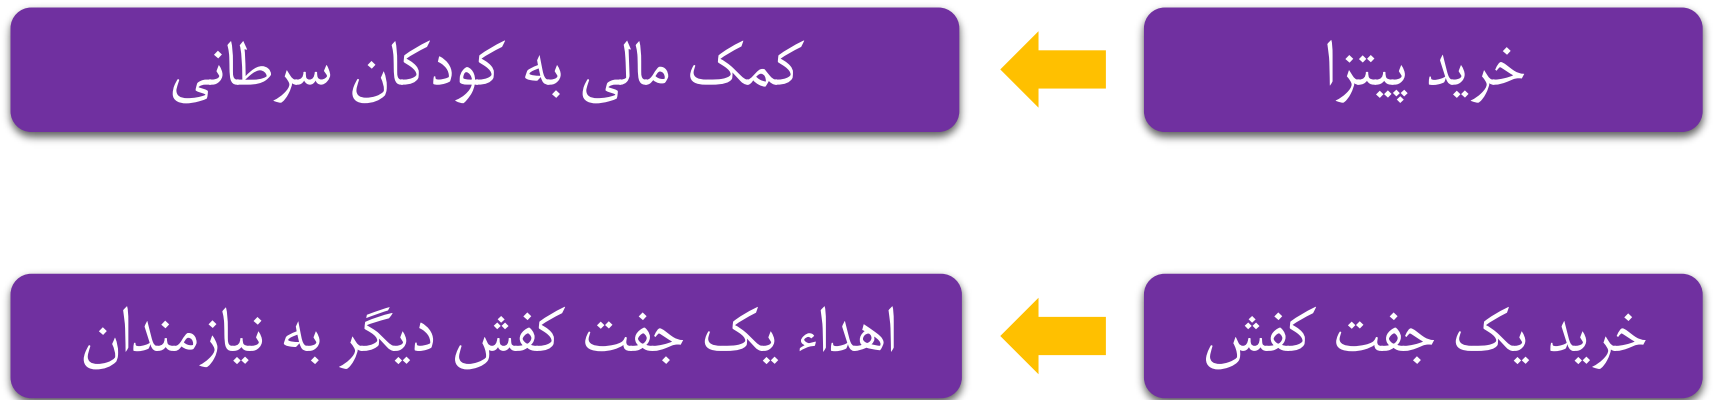 خرید پیتزا
کمک مالی به کودکان سرطانی
خرید یک جفت کفش
اهداء یک جفت کفش دیگر به نیازمندان